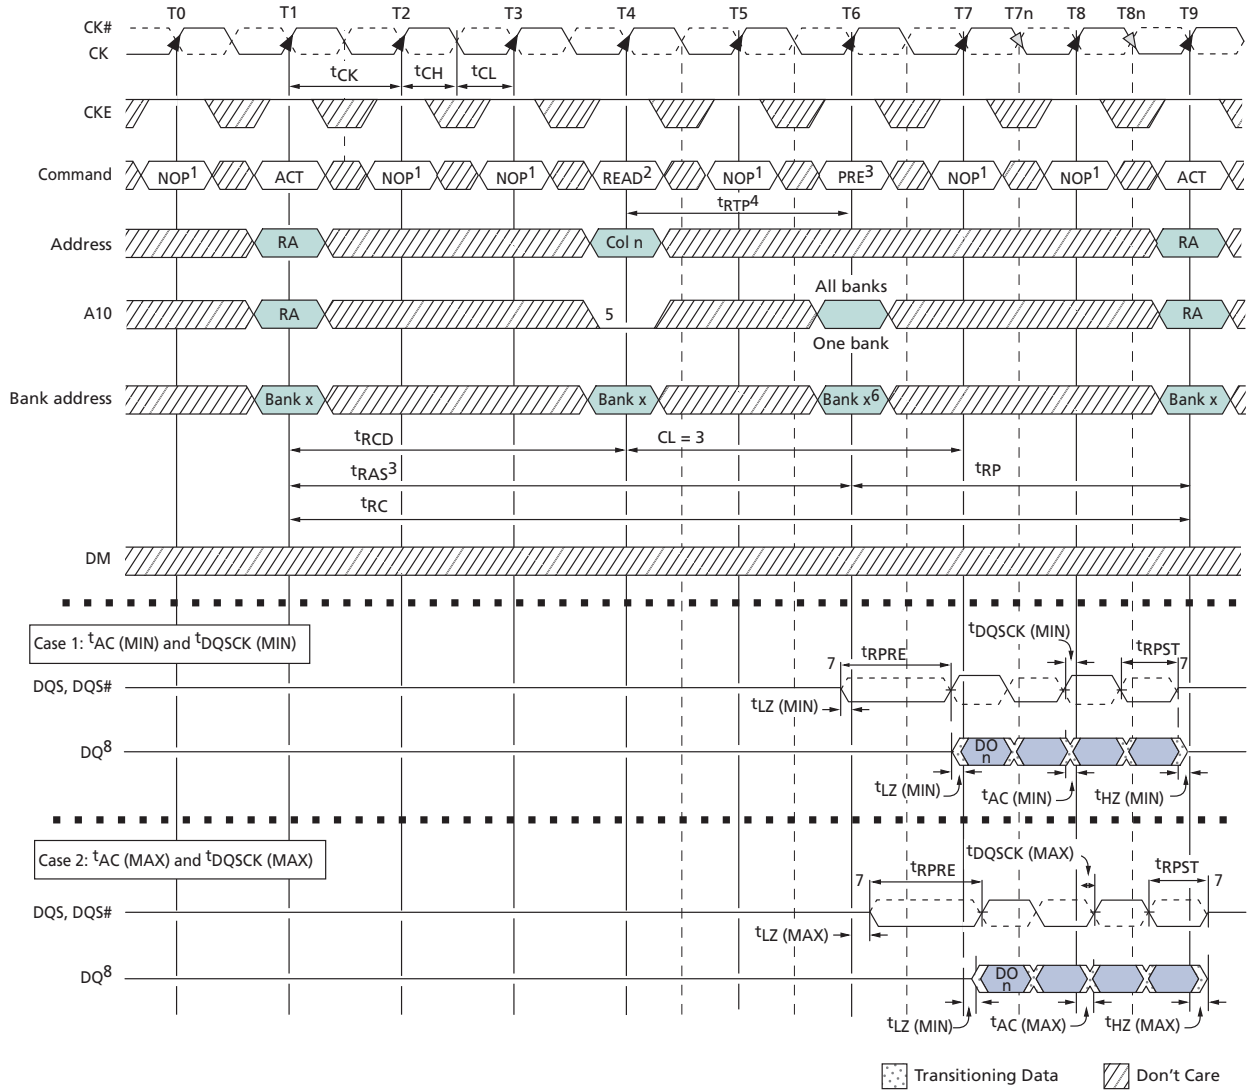 T0 T1 T2 T3 T4 T5 T6 T7 T7n T8 T8n T9
CK#
CK
tCK tCH tCL
CKE
Command NOP1 ACT NOP1 NOP1 READ2 NOP1 PRE3 NOP1 NOP1 ACT
tRTP4
Address RA Col n RA
All banks
A10 RA 5 RA
One bank
Bank address Bank x Bank x Bank x6 Bank x
tRCD CL = 3
tRAS3 tRP
tRC
DM
Case 1: tAC (MIN) and tDQSCK (MIN)
tDQSCK (MIN)
7 tRPRE tRPST 7
DQS, DQS#
tLZ (MIN)
DQ8 DO
n
tLZ (MIN) tAC (MIN) tHZ (MIN)
Case 2: tAC (MAX) and tDQSCK (MAX)
tDQSCK (MAX)
7 tRPRE tRPST 7
DQS, DQS#
tLZ (MAX)
DQ8 DO
n
tLZ (MIN) tAC (MAX) tHZ (MAX)
Transitioning Data Don't Care